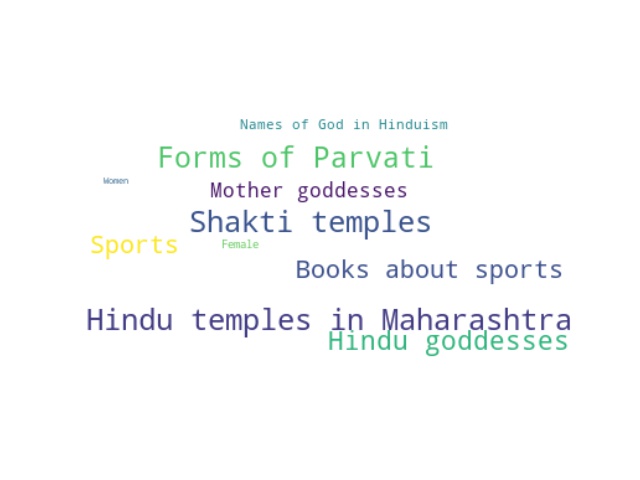 Names of God in Hinduism
Forms of Parvati
Women
Mother goddesses
Shakti temples
Sports
Female
Books about sports
Hindu temples in Maharashtra
Hindu goddesses